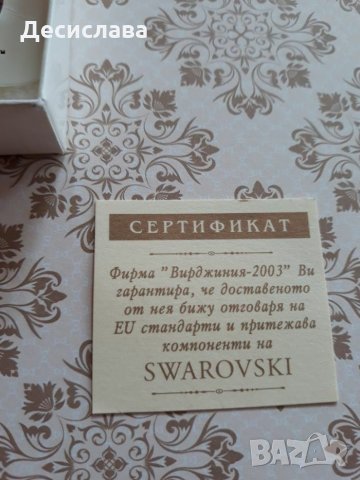 Десислава
СЕРТИФИКАТ
Фирма "Вирджиния-2003" Ви
гарантира, че доставеното
от нея бижу отговаря на
EU стандарти и притежава
компоненти на
SWAROVSKI
BAZAR